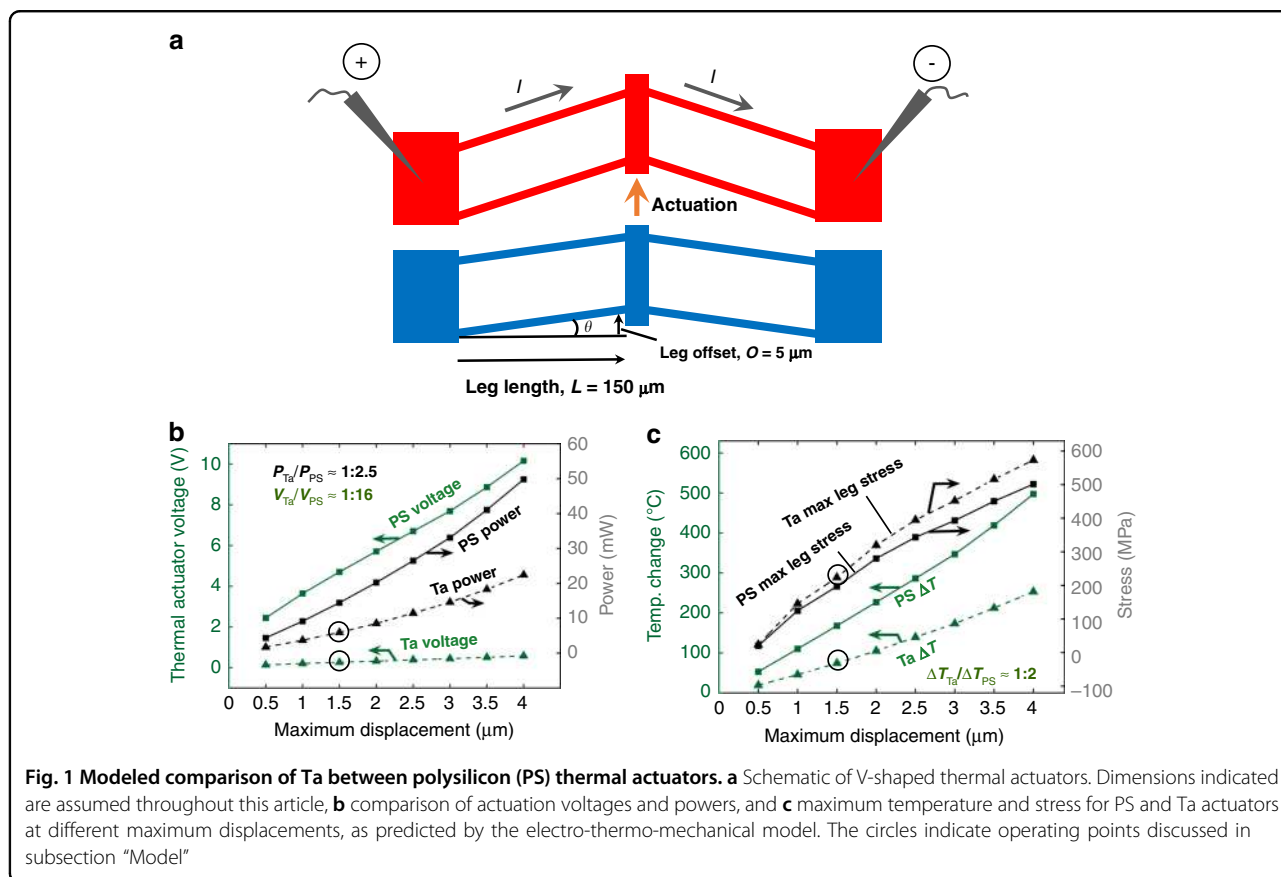 a
+
I
I
-
Actuation
θ
Leg offset, O = 5 μm
Leg length, L = 150 μm
b
Thermal actuator voltage (V)
10
8
6
4
2
0
P_Ta/P_PS ≈ 1:2.5
V_Ta/V_PS ≈ 1:16
PS voltage
PS power
Ta power
Ta voltage
60
50
40
30
20
10
0
Power (mW)
0 0.5 1 1.5 2 2.5 3 3.5 4
Maximum displacement (μm)
c
Temp. change (°C)
600
500
400
300
200
100
0
Ta max leg stress
PS max leg stress
PS ΔT
Ta ΔT
ΔT_Ta/ΔT_PS ≈ 1:2
600
500
400
300
200
100
0
−100
Stress (MPa)
0 0.5 1 1.5 2 2.5 3 3.5 4
Maximum displacement (μm)
Fig. 1 Modeled comparison of Ta between polysilicon (PS) thermal actuators. a Schematic of V-shaped thermal actuators. Dimensions indicated
are assumed throughout this article, b comparison of actuation voltages and powers, and c maximum temperature and stress for PS and Ta actuators
at different maximum displacements, as predicted by the electro-thermo-mechanical model. The circles indicate operating points discussed in
subsection “Model”